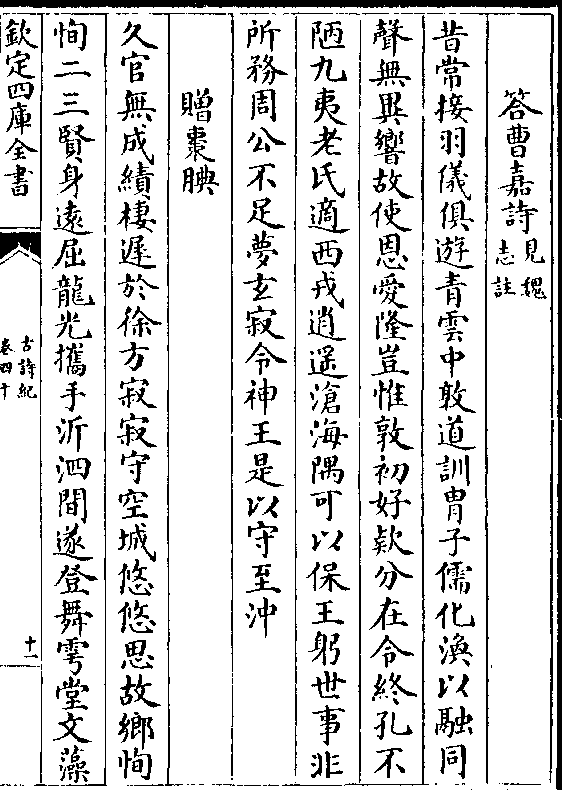 答曹嘉詩見魏志註
昔常接羽儀俱遊青雲中敦道訓胄子儒化渙以融同
聲無異響故使恩愛隆豈惟敦初好欵分在令終孔不
陋九夷老氏適西戎逍遥滄海隅可以保王躬世事非
所務周公不足夢玄寂令神王是以守至沖
贈棗腆
久官無成績棲遲於徐方寂寂守空城悠悠思故鄉恂
恂二三賢身逺屈龍光攜手沂泗間遂登舞雩堂文藻
欽定四庫全書
古詩紀
卷四十
十一